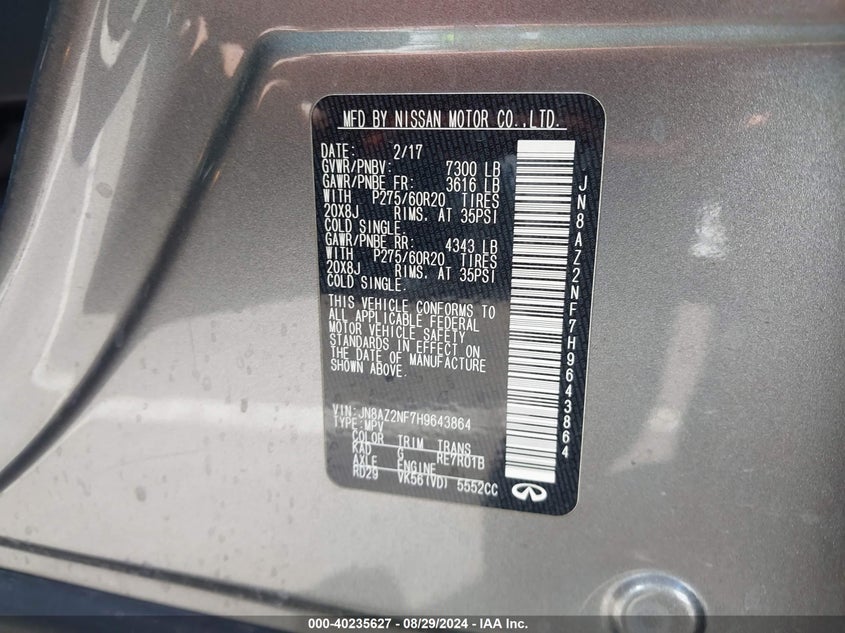 MFD BY NISSAN MOTOR CO.,LTD.
DATE: 2/17
GVWR/PNBV: 7300 LB
GAWR/PNBE FR: 3616 LB
WITH P275/60R20 TIRES
20X8J RIMS. AT 35PSI
COLD SINGLE.
GAWR/PNBE RR: 4343 LB
WITH P275/60R20 TIRES
20X8J RIMS. AT 35PSI
COLD SINGLE.
THIS VEHICLE CONFORMS TO
ALL APPLICABLE FEDERAL
MOTOR VEHICLE SAFETY
STANDARDS IN EFFECT ON
THE DATE OF MANUFACTURE
SHOWN ABOVE.
VIN:JN8AZ2NF7H9643864
TYPE:MPV
COLOR TRIM TRANS
KAD G RE7R01B
AXLE ENGINE
RD29 VK56(VD) 5552CC
JN8AZ2NF7H9643864
000-40235627 - 08/29/2024 - IAA Inc.